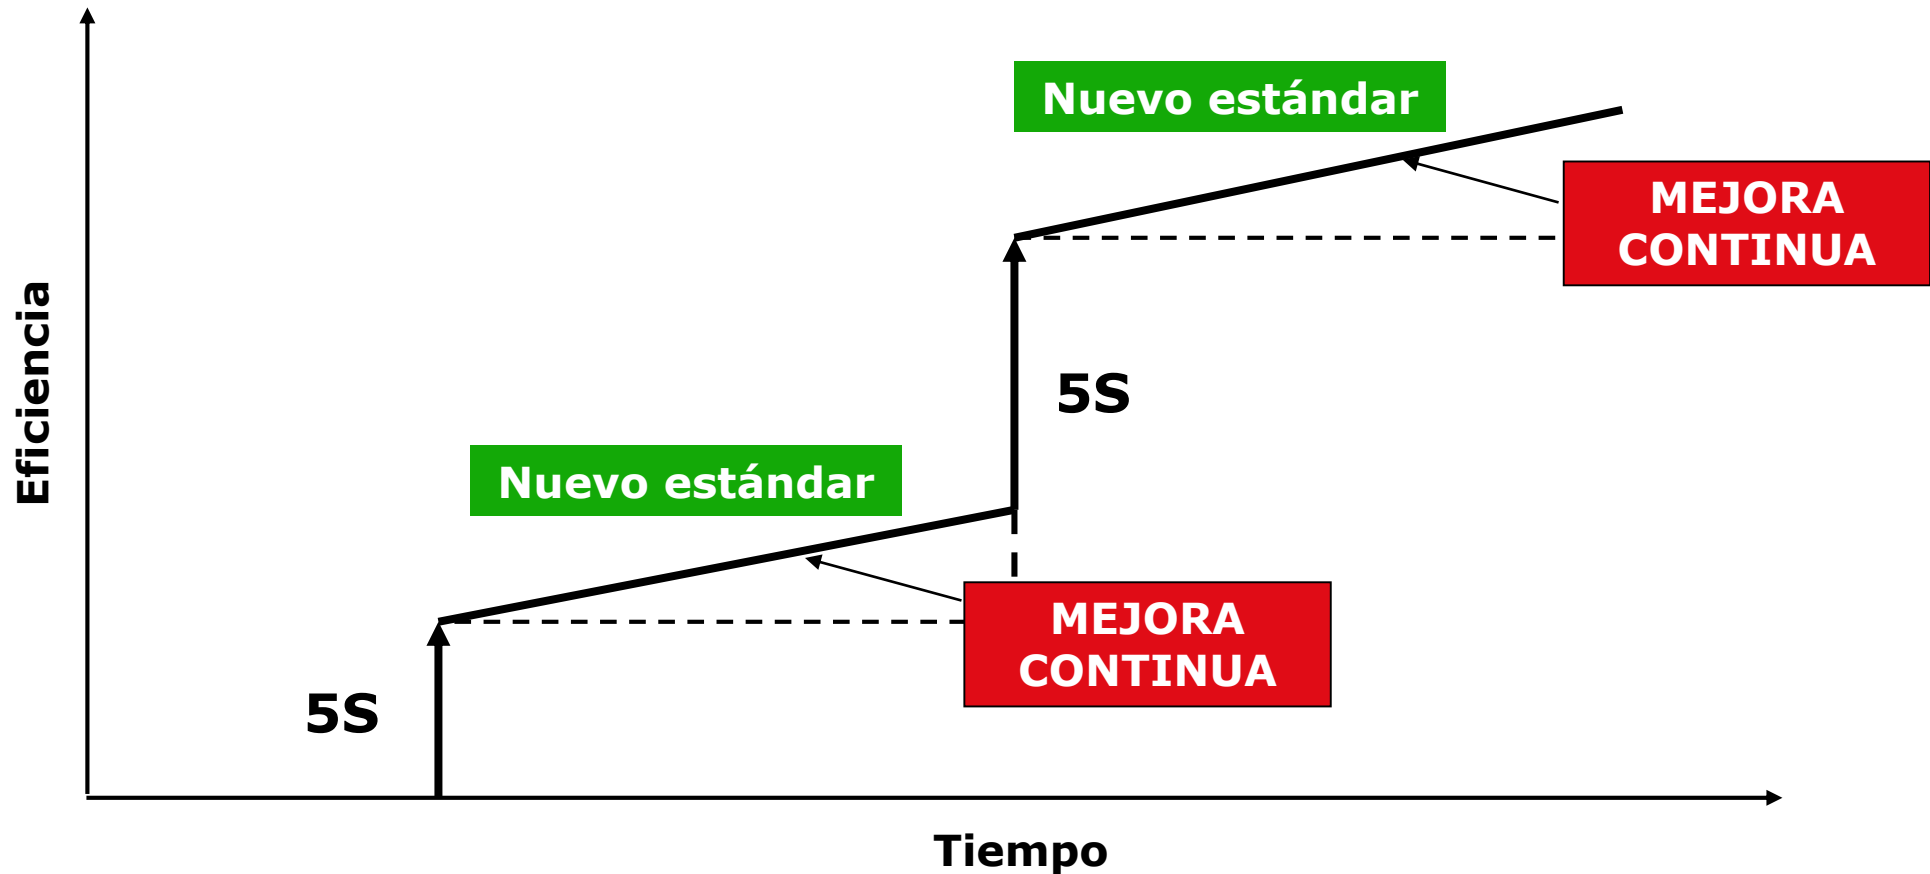 Nuevo estándar
MEJORA
CONTINUA
5S
Eficiencia
Nuevo estándar
MEJORA
CONTINUA
5S
Tiempo